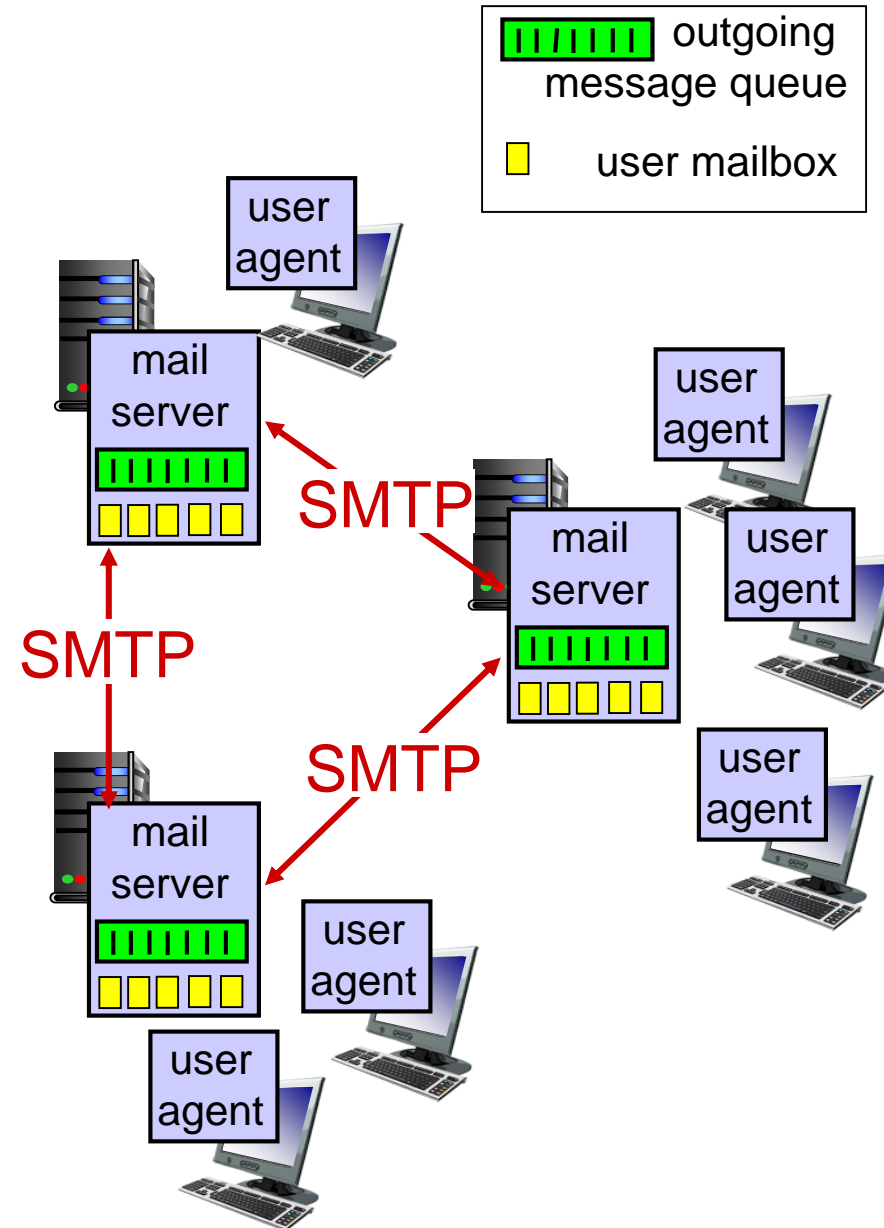 outgoing
message queue
user mailbox
user
agent
mail
server
SMTP
user
agent
mail
server
user
agent
SMTP
SMTP
user
agent
mail
server
user
agent
user
agent